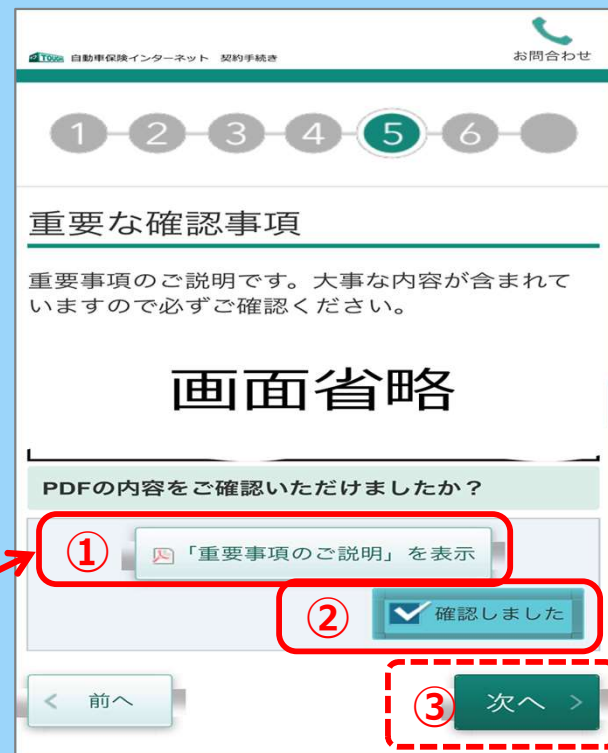 TOUGH 自動車保険インターネット 契約手続き
お問合わせ
1 2 3 4 5 6
重要な確認事項
重要事項のご説明です。大事な内容が含まれて
いますので必ずご確認ください。
画面省略
PDFの内容をご確認いただけましたか?
① 「重要事項のご説明」を表示
② 確認しました
< 前へ
③ 次へ >